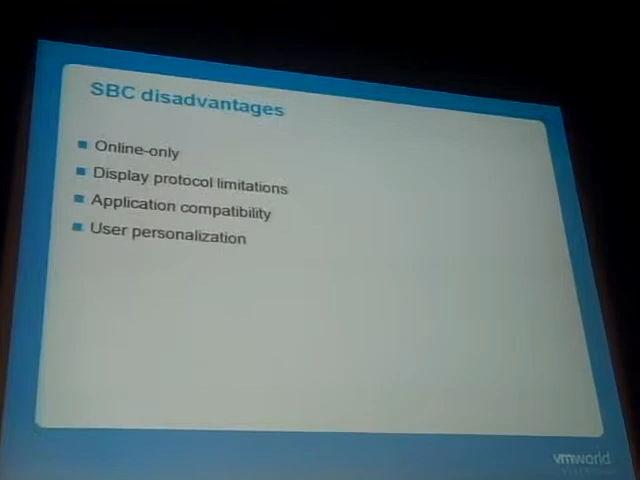 SBC disadvantages
Online-only
Display protocol limitations
Application compatibility
User personalization
vmworld